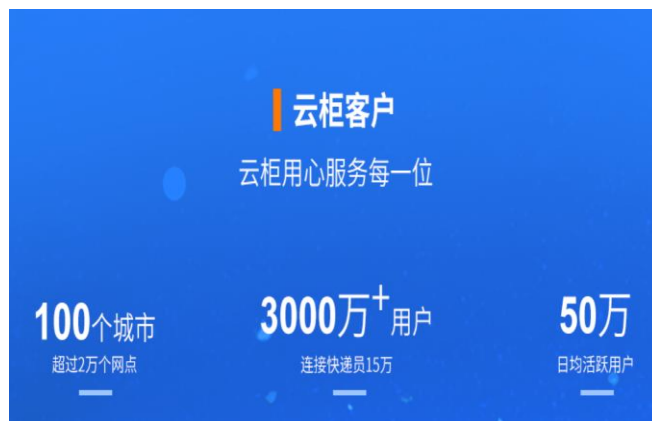 云柜客户
云柜用心服务每一位
100个城市
超过2万个网点
3000万+用户
连接快递员15万
50万
日均活跃用户